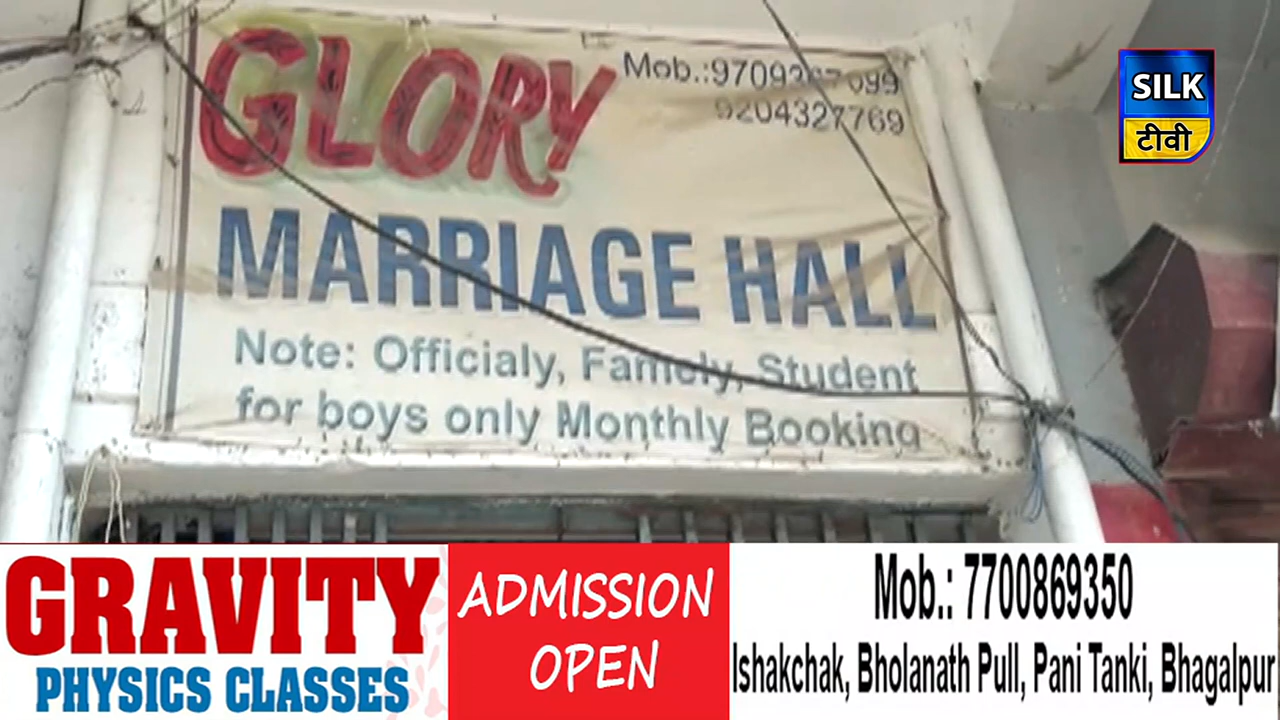 GLORY
Mob.:9709
9204327769
MARRIAGE HALL
Note: Officialy, Famely, Student
for boys only Monthly Booking
SILK
टीवी
GRAVITY
PHYSICS CLASSES
ADMISSION
OPEN
Mob.: 7700869350
Ishakchak, Bholanath Pull, Pani Tanki, Bhagalpur